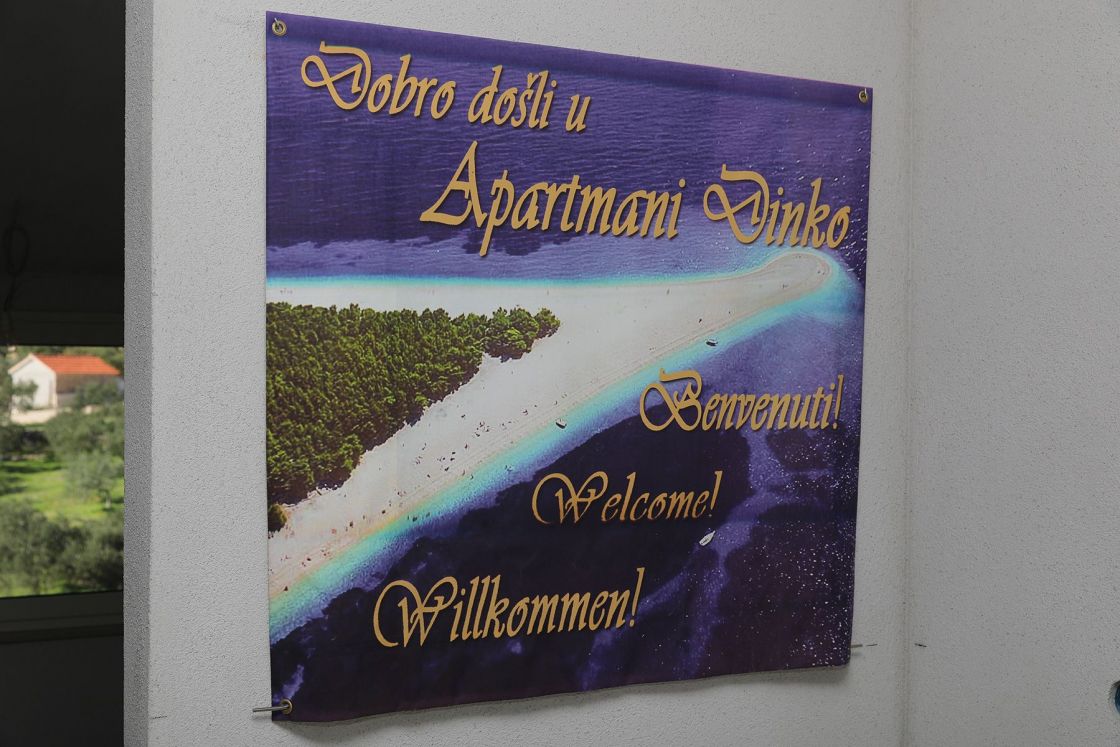 Dobro došli u
Apartmani Dinko
Benvenuti!
Welcome!
Willkommen!